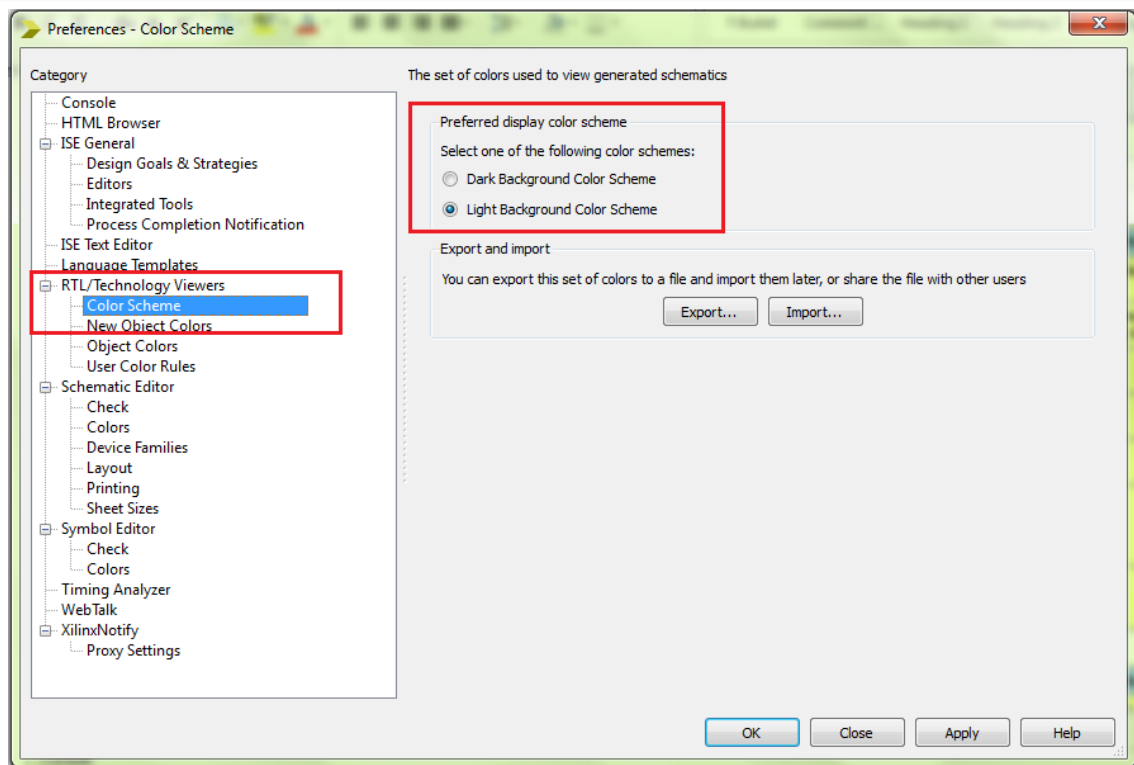 Preferences - Color Scheme
Category
Console
HTML Browser
ISE General
Design Goals & Strategies
Editors
Integrated Tools
Process Completion Notification
ISE Text Editor
Language Templates
RTL/Technology Viewers
Color Scheme
New Object Colors
Object Colors
User Color Rules
Schematic Editor
Check
Colors
Device Families
Layout
Printing
Sheet Sizes
Symbol Editor
Check
Colors
Timing Analyzer
WebTalk
XilinxNotify
Proxy Settings
The set of colors used to view generated schematics
Preferred display color scheme
Select one of the following color schemes:
Dark Background Color Scheme
Light Background Color Scheme
Export and import
You can export this set of colors to a file and import them later, or share the file with other users
Export... Import...
OK Close Apply Help